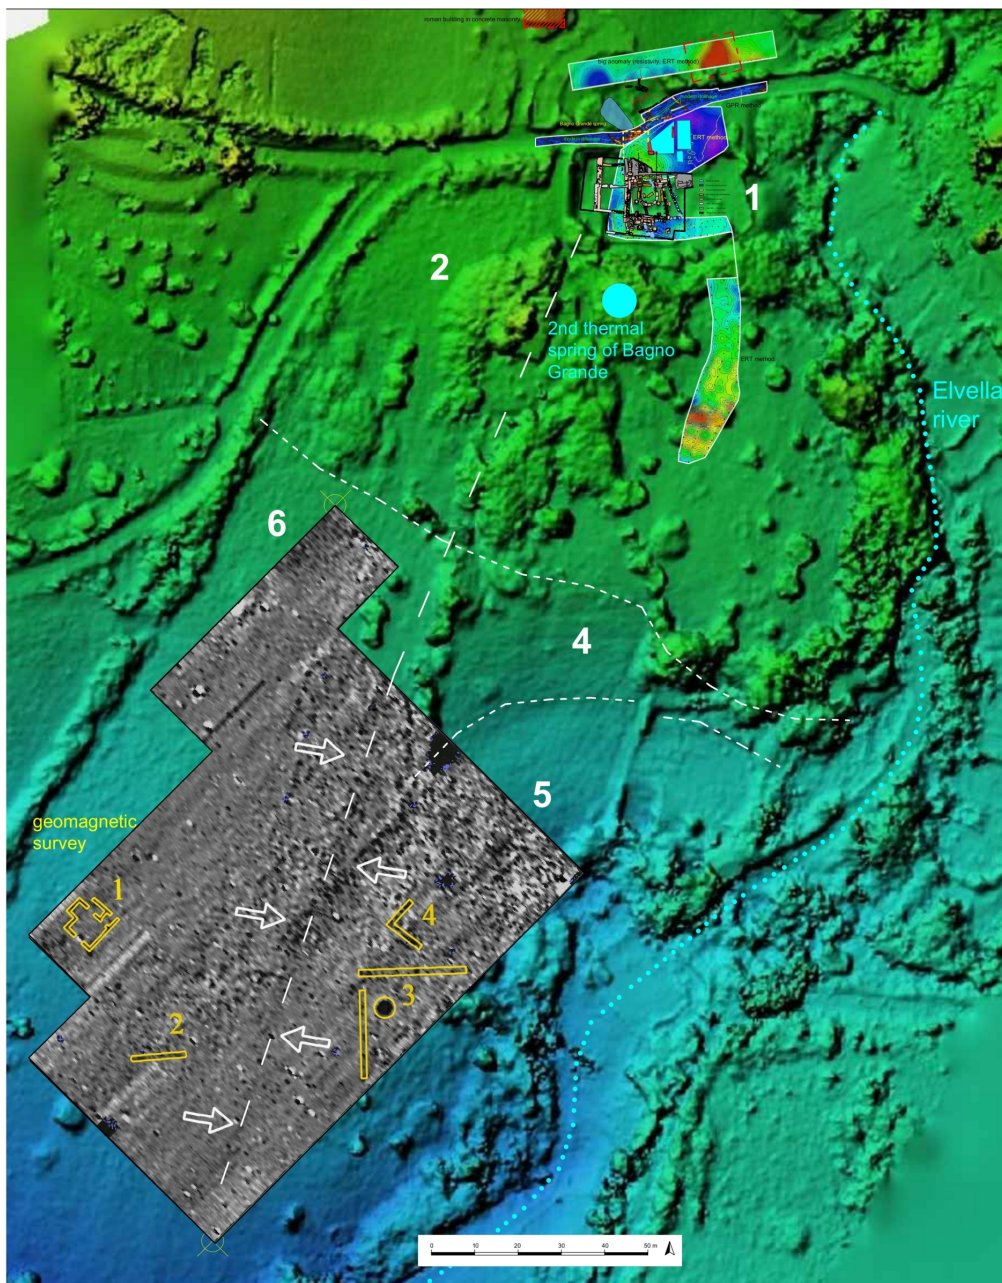 roman building in concrete masonry
big anomaly (resistivity, ERT method)
GPR method
Bagno Grande spring
ERT method
1
2
2nd thermal
spring of Bagno
Grande
ERT method
Elvella
river
6
4
5
geomagnetic
survey
1
4
3
2
0 10 20 30 40 50 m